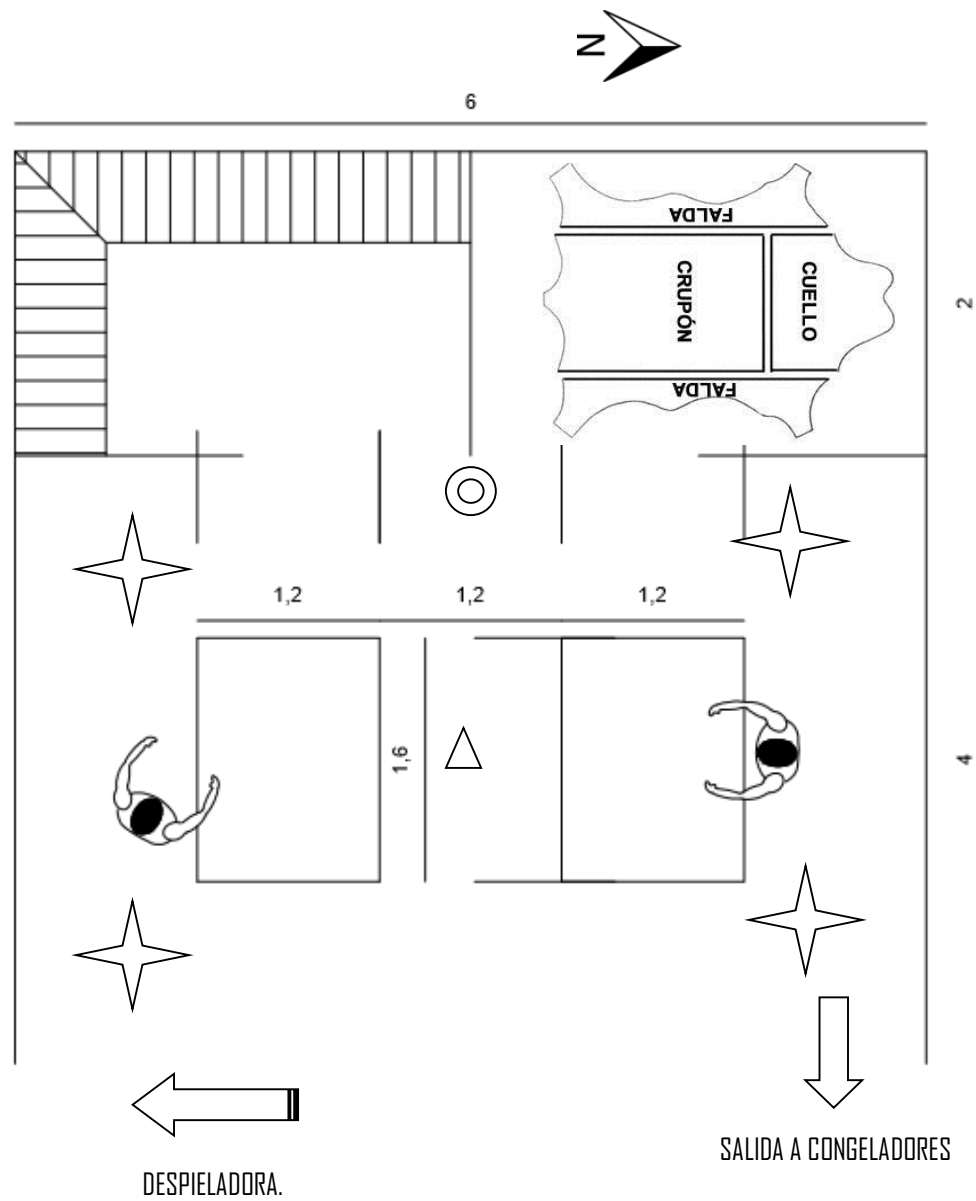 N
6
FALDA
CRUPÓN
CUELLO
FALDA
2
1,2
1,2
1,2
1,6
4
SALIDA A CONGELADORES
DESPIELADORA.